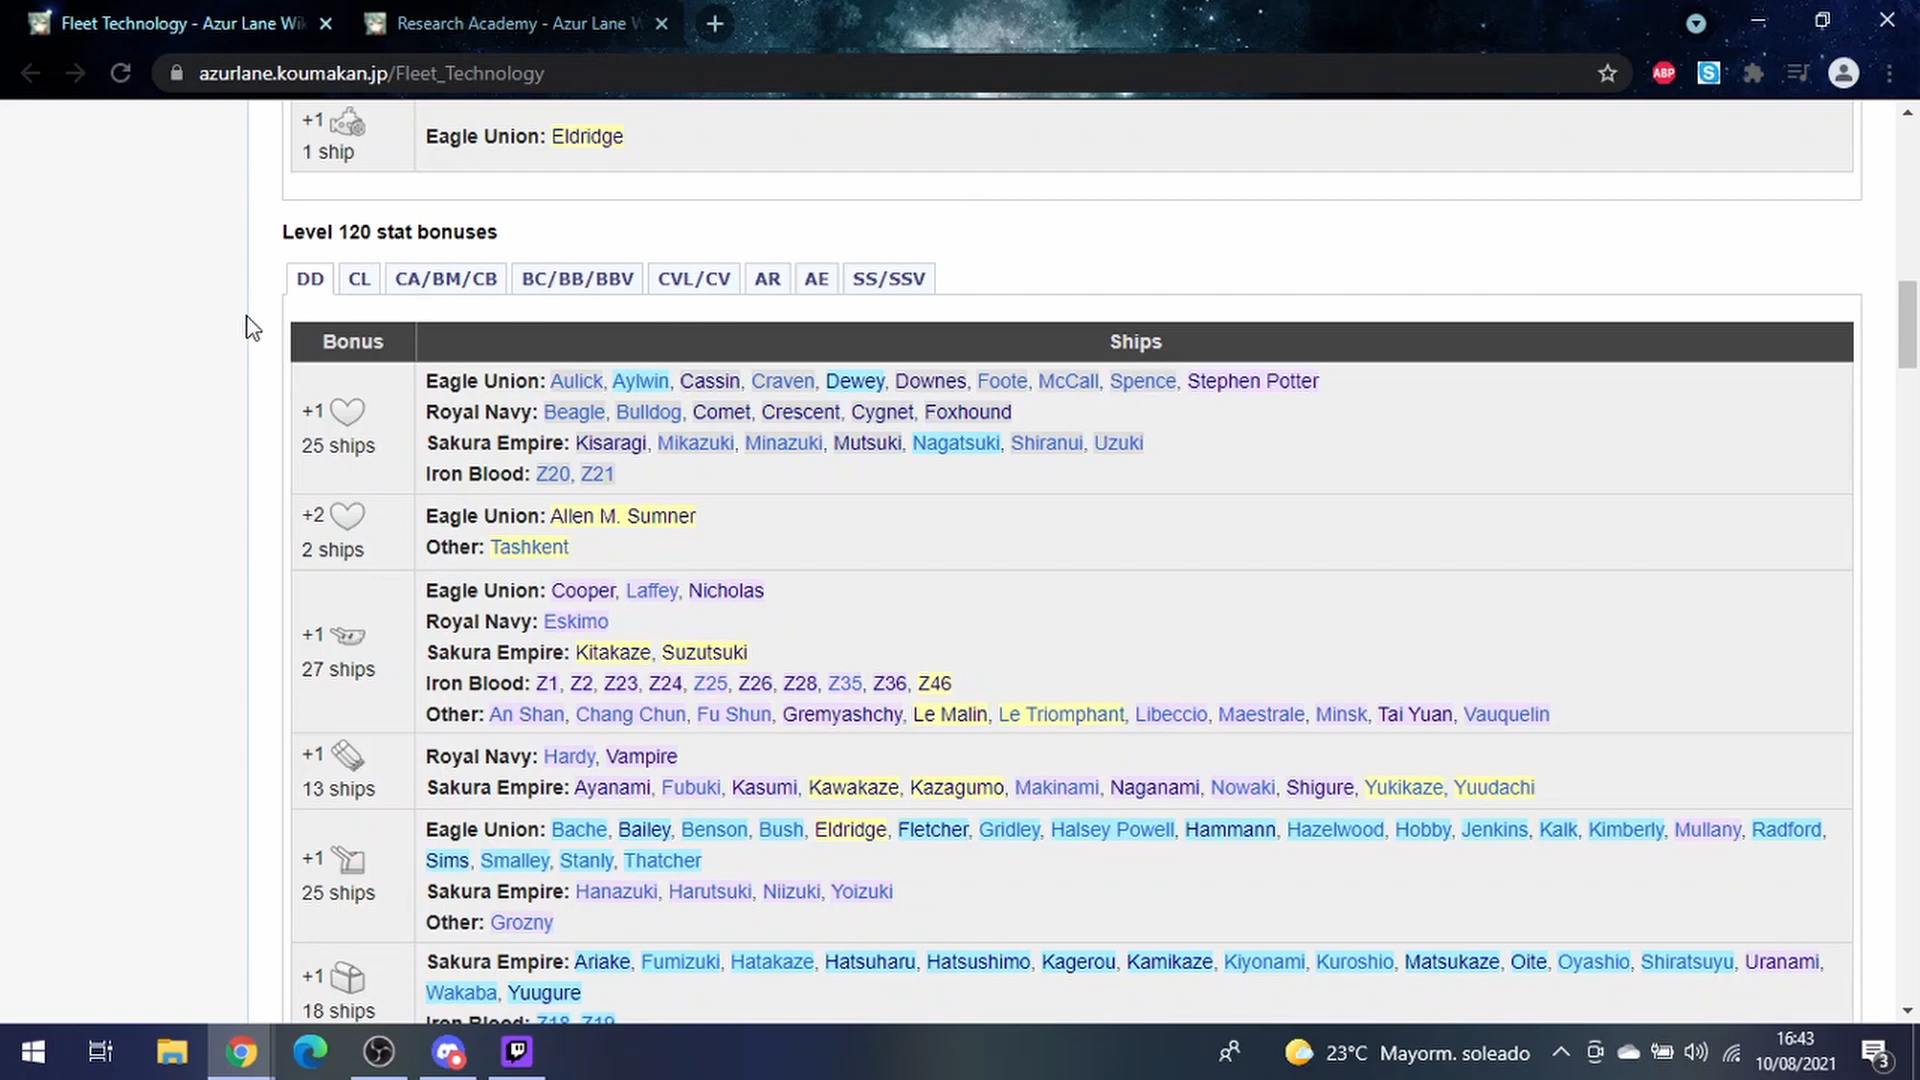 Fleet Technology - Azur Lane Wik
Research Academy - Azur Lane W
azurlane.koumakan.jp/Fleet_Technology
ABP
S
+1
1 ship
Eagle Union: Eldridge
Level 120 stat bonuses
DD CL CA/BM/CB BC/BB/BBV CVL/CV AR AE SS/SSV
Bonus Ships
+1
25 ships
Eagle Union: Aulick, Aylwin, Cassin, Craven, Dewey, Downes, Foote, McCall, Spence, Stephen Potter
Royal Navy: Beagle, Bulldog, Comet, Crescent, Cygnet, Foxhound
Sakura Empire: Kisaragi, Mikazuki, Minazuki, Mutsuki, Nagatsuki, Shiranui, Uzuki
Iron Blood: Z20, Z21
+2
2 ships
Eagle Union: Allen M. Sumner
Other: Tashkent
+1
27 ships
Eagle Union: Cooper, Laffey, Nicholas
Royal Navy: Eskimo
Sakura Empire: Kitakaze, Suzutsuki
Iron Blood: Z1, Z2, Z23, Z24, Z25, Z26, Z28, Z35, Z36, Z46
Other: An Shan, Chang Chun, Fu Shun, Gremyashchy, Le Malin, Le Triomphant, Libeccio, Maestrale, Minsk, Tai Yuan, Vauquelin
+1
13 ships
Royal Navy: Hardy, Vampire
Sakura Empire: Ayanami, Fubuki, Kasumi, Kawakaze, Kazagumo, Makinami, Naganami, Nowaki, Shigure, Yukikaze, Yuudachi
+1
25 ships
Eagle Union: Bache, Bailey, Benson, Bush, Eldridge, Fletcher, Gridley, Halsey Powell, Hammann, Hazelwood, Hobby, Jenkins, Kalk, Kimberly, Mullany, Radford,
Sims, Smalley, Stanly, Thatcher
Sakura Empire: Hanazuki, Harutsuki, Niizuki, Yoizuki
Other: Grozny
+1
18 ships
Sakura Empire: Ariake, Fumizuki, Hatakaze, Hatsuharu, Hatsushimo, Kagerou, Kamikaze, Kiyonami, Kuroshio, Matsukaze, Oite, Oyashio, Shiratsuyu, Uranami,
Wakaba, Yuugure
Iron Blood: Z18, Z19
23°C Mayorm. soleado
16:43
10/08/2021
3